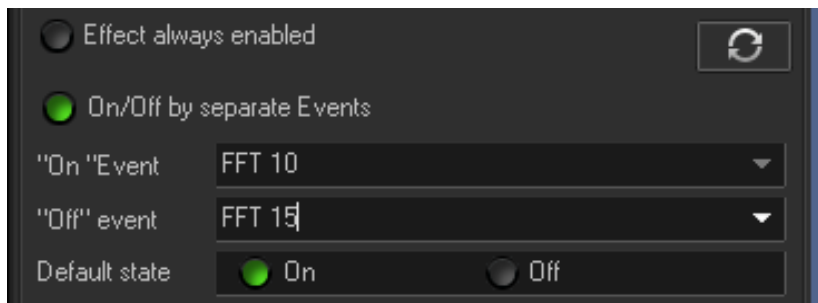 Effect always enabled
On/Off by separate Events
"On "Event FFT 10
"Off" event FFT 15
Default state On Off